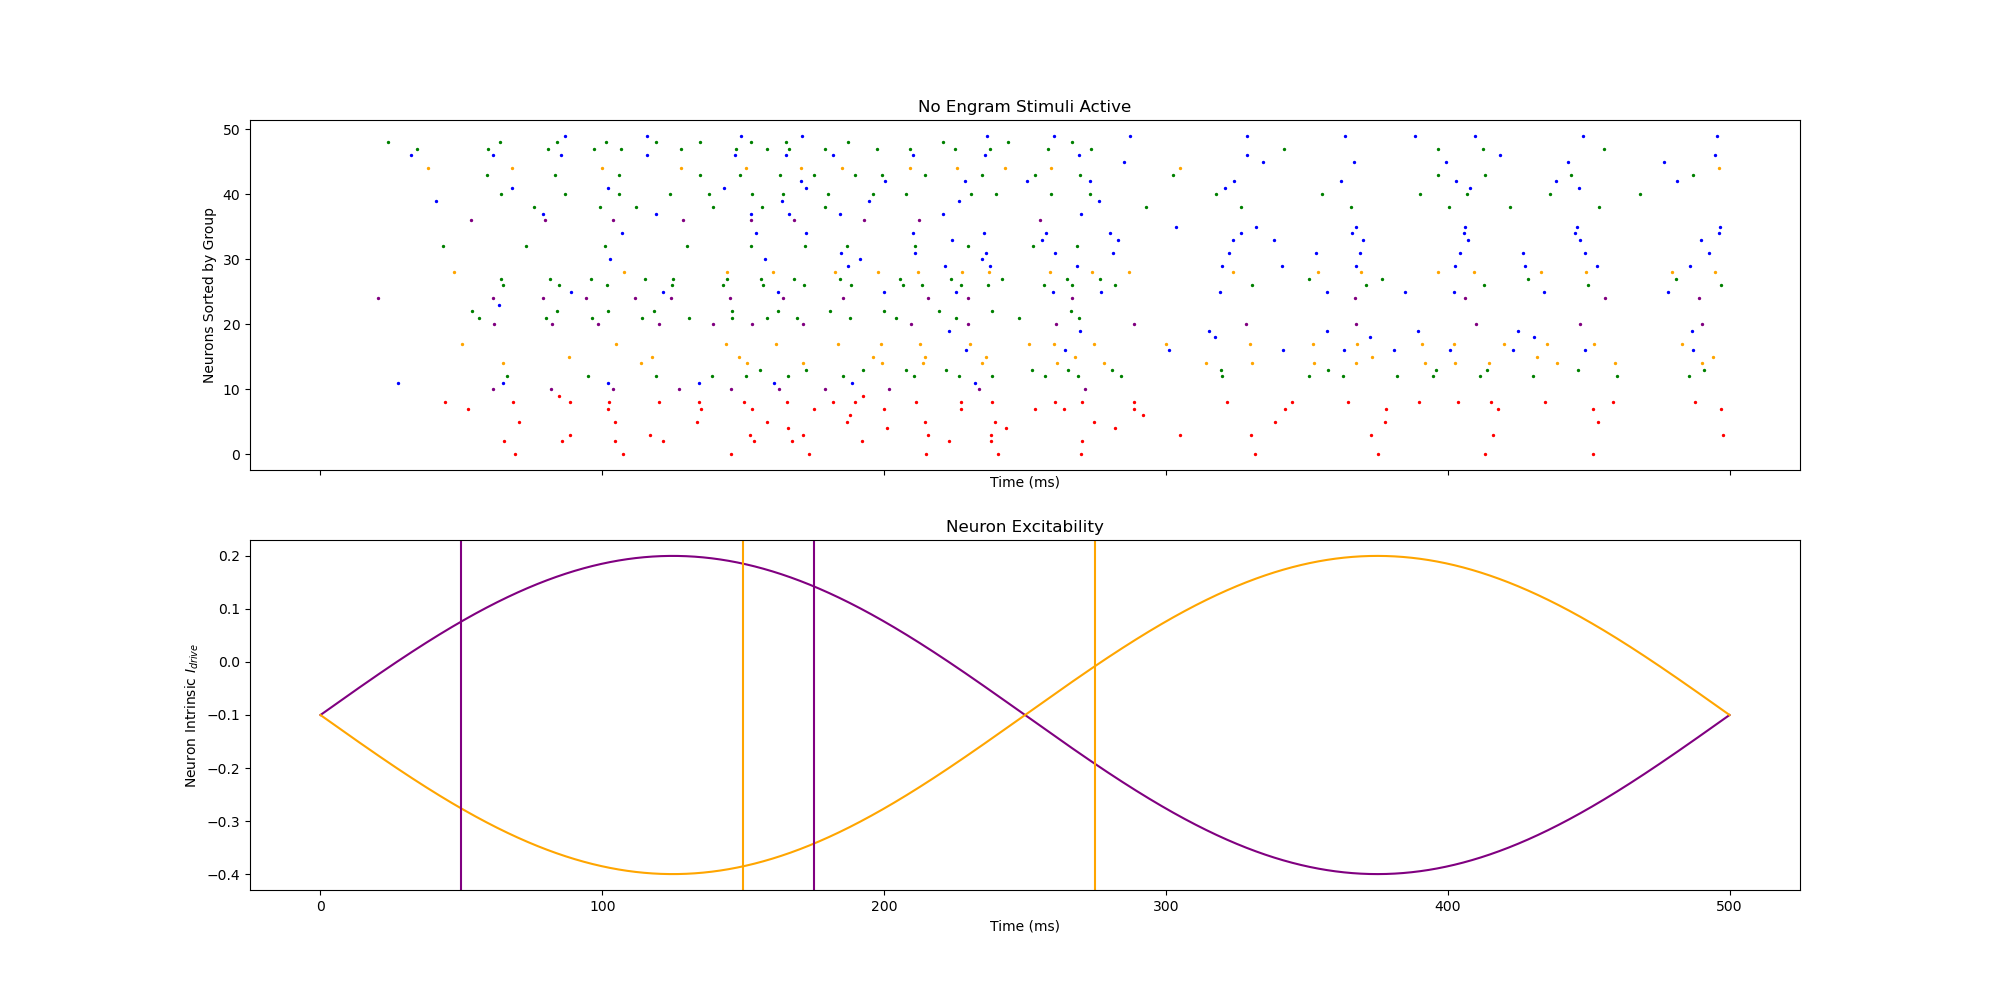 No Engram Stimuli Active
50
40
30
20
10
0
Neurons Sorted by Group
Time (ms)
Neuron Excitability
0.2
0.1
0.0
−0.1
−0.2
−0.3
−0.4
Neuron Intrinsic I_drive
0 100 200 300 400 500
Time (ms)